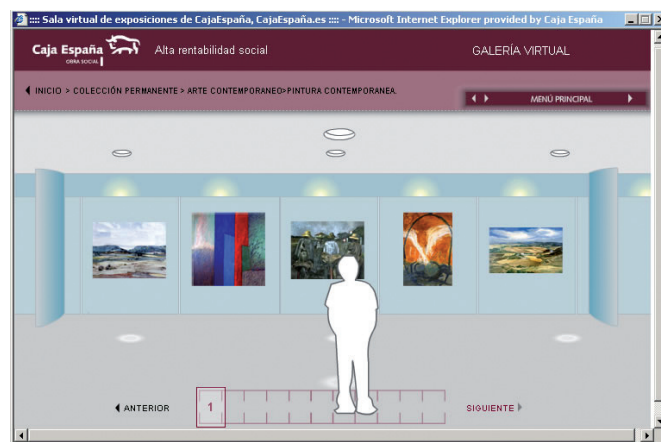 :::: Sala virtual de exposiciones de CajaEspaña, CajaEspaña.es :::: - Microsoft Internet Explorer provided by Caja España
Caja España
OBRA SOCIAL
Alta rentabilidad social
GALERÍA VIRTUAL
INICIO > COLECCIÓN PERMANENTE > ARTE CONTEMPORANEO>PINTURA CONTEMPORANEA.
MENÚ PRINCIPAL
ANTERIOR
1
SIGUIENTE